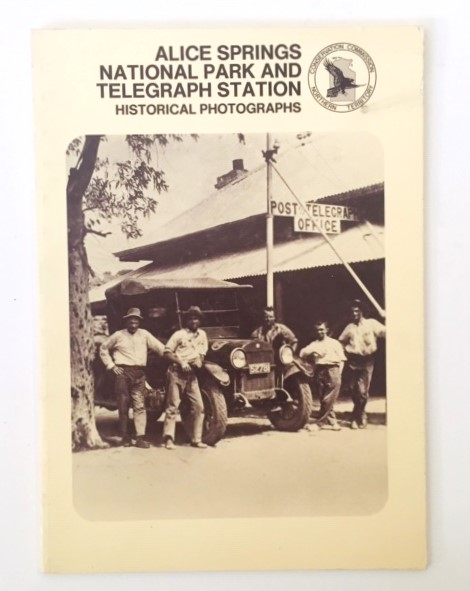 ALICE SPRINGS
NATIONAL PARK AND
TELEGRAPH STATION
HISTORICAL PHOTOGRAPHS
CONSERVATION COMMISSION
NORTHERN TERRITORY
POST & TELEGRAPH
OFFICE